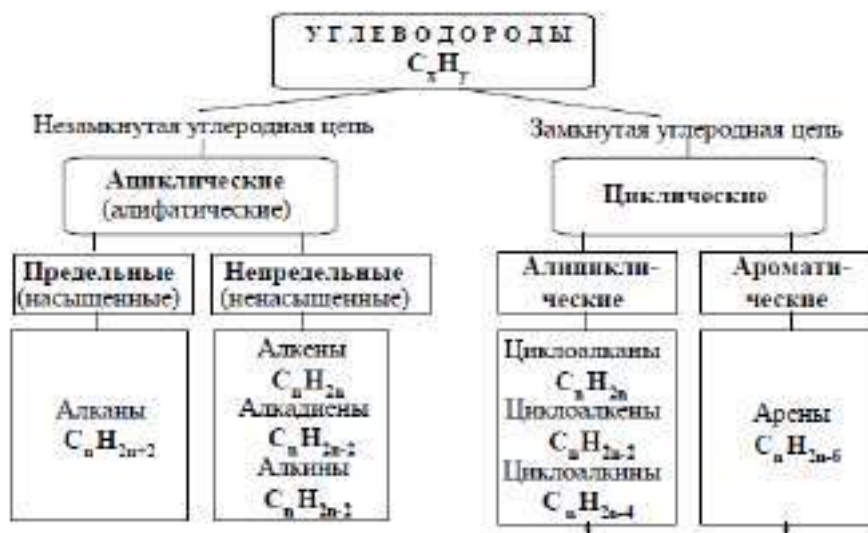 УГЛЕВОДОРОДЫ
CₓHᵧ
Незамкнутая углеродная цепь
Замкнутая углеродная цепь
Ациклические
(алифатические)
Циклические
Предельные
(насыщенные)
Непредельные
(ненасыщенные)
Алицикли-
ческие
Аромати-
ческие
Алканы
CₙH₂ₙ₊₂
Алкены
CₙH₂ₙ
Алкадиены
CₙH₂ₙ₋₂
Алкины
CₙH₂ₙ₋₂
Циклоалканы
CₙH₂ₙ
Циклоалкены
CₙH₂ₙ₋₂
Циклоалкины
CₙH₂ₙ₋₄
Арены
CₙH₂ₙ₋₆